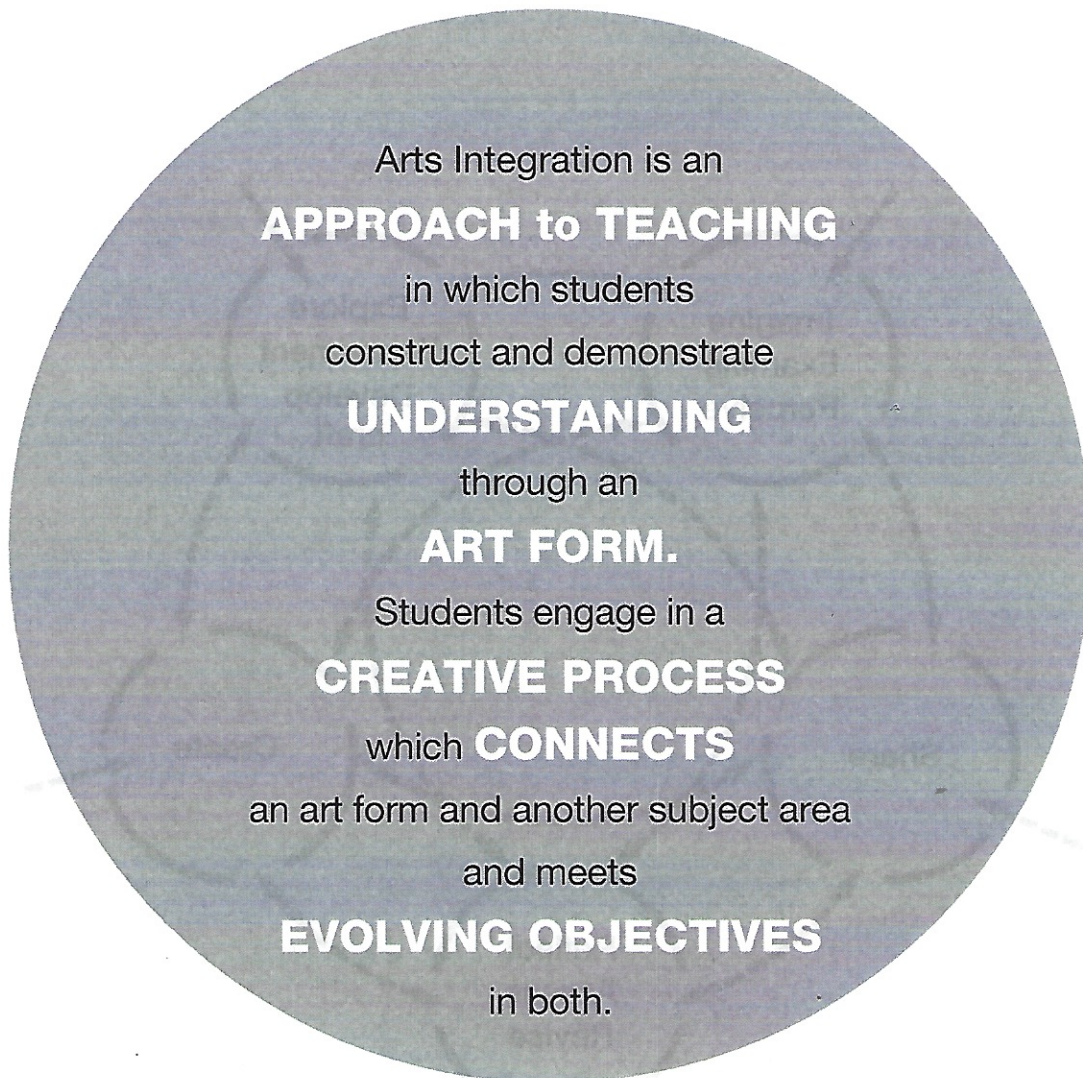 Arts Integration is an
APPROACH to TEACHING
in which students
construct and demonstrate
UNDERSTANDING
through an
ART FORM.
Students engage in a
CREATIVE PROCESS
which CONNECTS
an art form and another subject area
and meets
EVOLVING OBJECTIVES
in both.